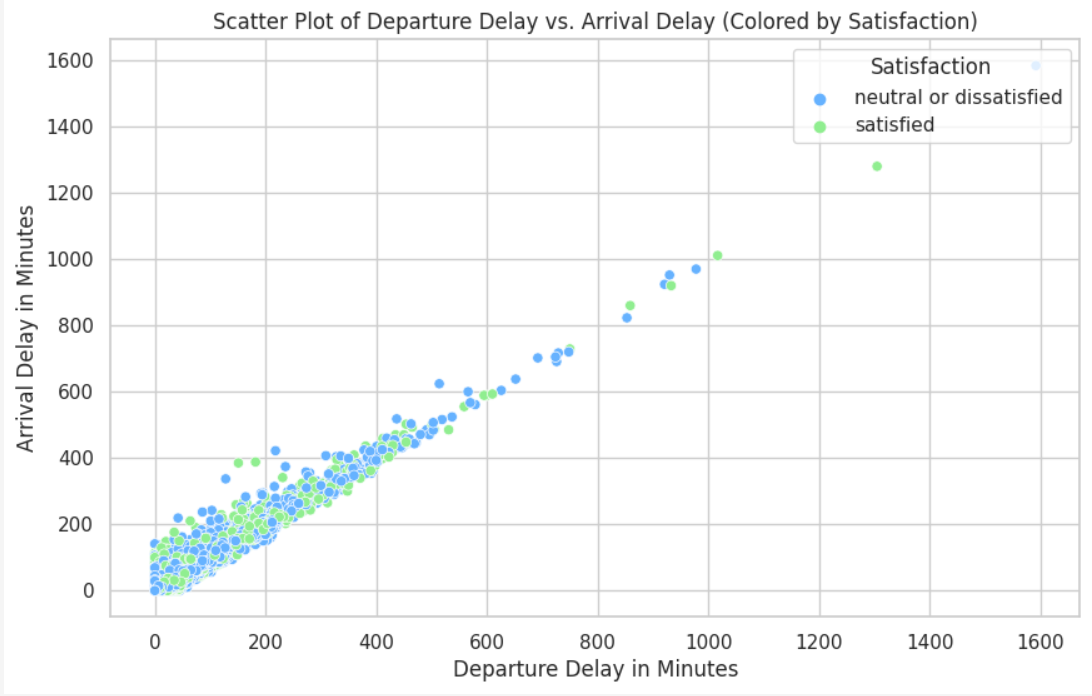 Scatter Plot of Departure Delay vs. Arrival Delay (Colored by Satisfaction)
Satisfaction
neutral or dissatisfied
satisfied
Arrival Delay in Minutes
1600
1400
1200
1000
800
600
400
200
0
0 200 400 600 800 1000 1200 1400 1600
Departure Delay in Minutes